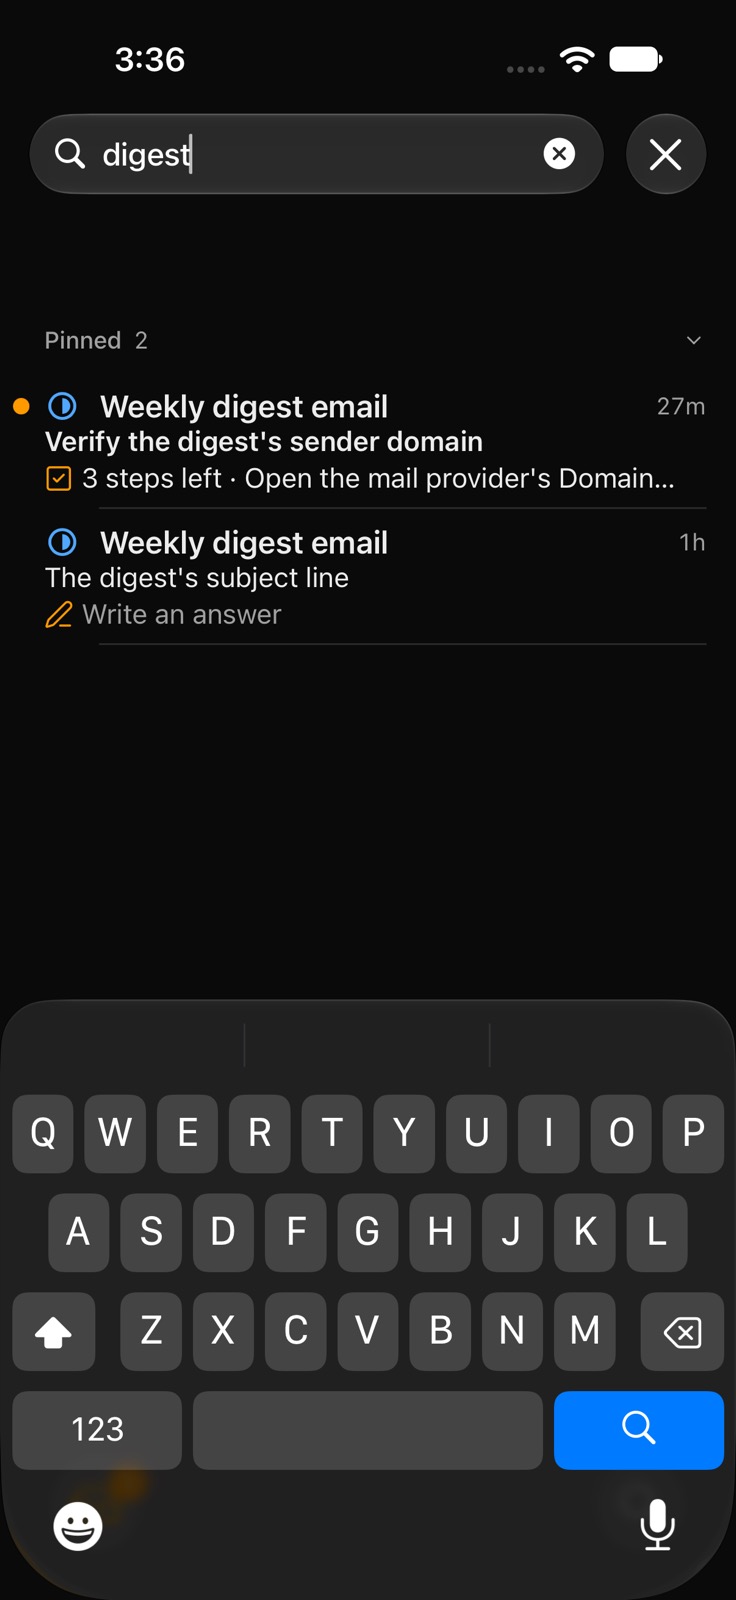 3:36
digest
Pinned 2
Weekly digest email 27m
Verify the digest's sender domain
3 steps left · Open the mail provider's Domain...
Weekly digest email 1h
The digest's subject line
Write an answer
Q W E R T Y U I O P
A S D F G H J K L
Z X C V B N M
123